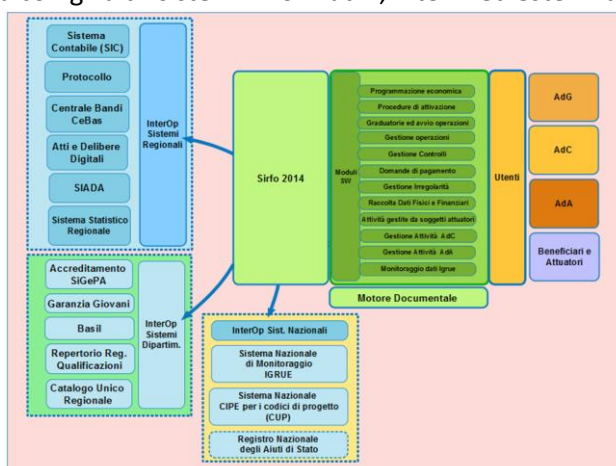 Sistema
Contabile (SIC)
Protocollo
Centrale Bandi
CeBas
Atti e Delibere
Digitali
SIADA
Sistema Statistico
Regionale
InterOp
Sistemi
Regionali
Accreditamento
SiGePA
Garanzia Giovani
Basil
Repertorio Reg.
Qualificazioni
Catalogo Unico
Regionale
InterOp
Sistemi
Dipartim.
Sirfo 2014
Moduli
SW
Programmazione economica
Procedure di attivazione
Graduatorie ed avvio operazioni
Gestione operazioni
Gestione Controlli
Domande di pagamento
Gestione Irregolarità
Raccolta Dati Fisici e Finanziari
Attività gestite da soggetti attuatori
Gestione Attività AdC
Gestione Attività AdA
Monitoraggio dati Igrue
Utenti
AdG
AdC
AdA
Beneficiari e
Attuatori
Motore Documentale
InterOp Sist. Nazionali
Sistema Nazionale
di Monitoraggio
IGRUE
Sistema Nazionale
CIPE per i codici di progetto
(CUP)
Registro Nazionale
degli Aiuti di Stato